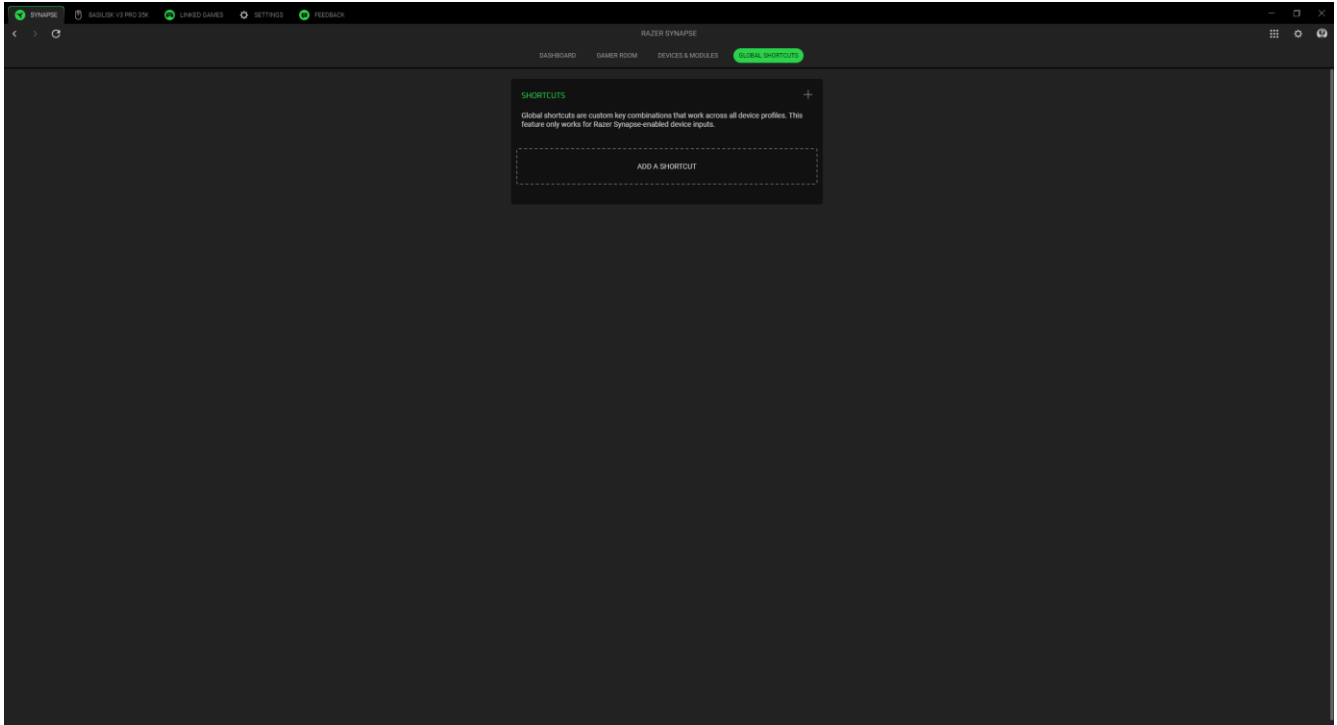 SYNAPSE BASILISK V3 PRO 35K LINKED GAMES SETTINGS FEEDBACK
RAZER SYNAPSE
DASHBOARD GAMER ROOM DEVICES & MODULES GLOBAL SHORTCUTS
SHORTCUTS
Global shortcuts are custom key combinations that work across all device profiles. This
feature only works for Razer Synapse-enabled device inputs.
ADD A SHORTCUT